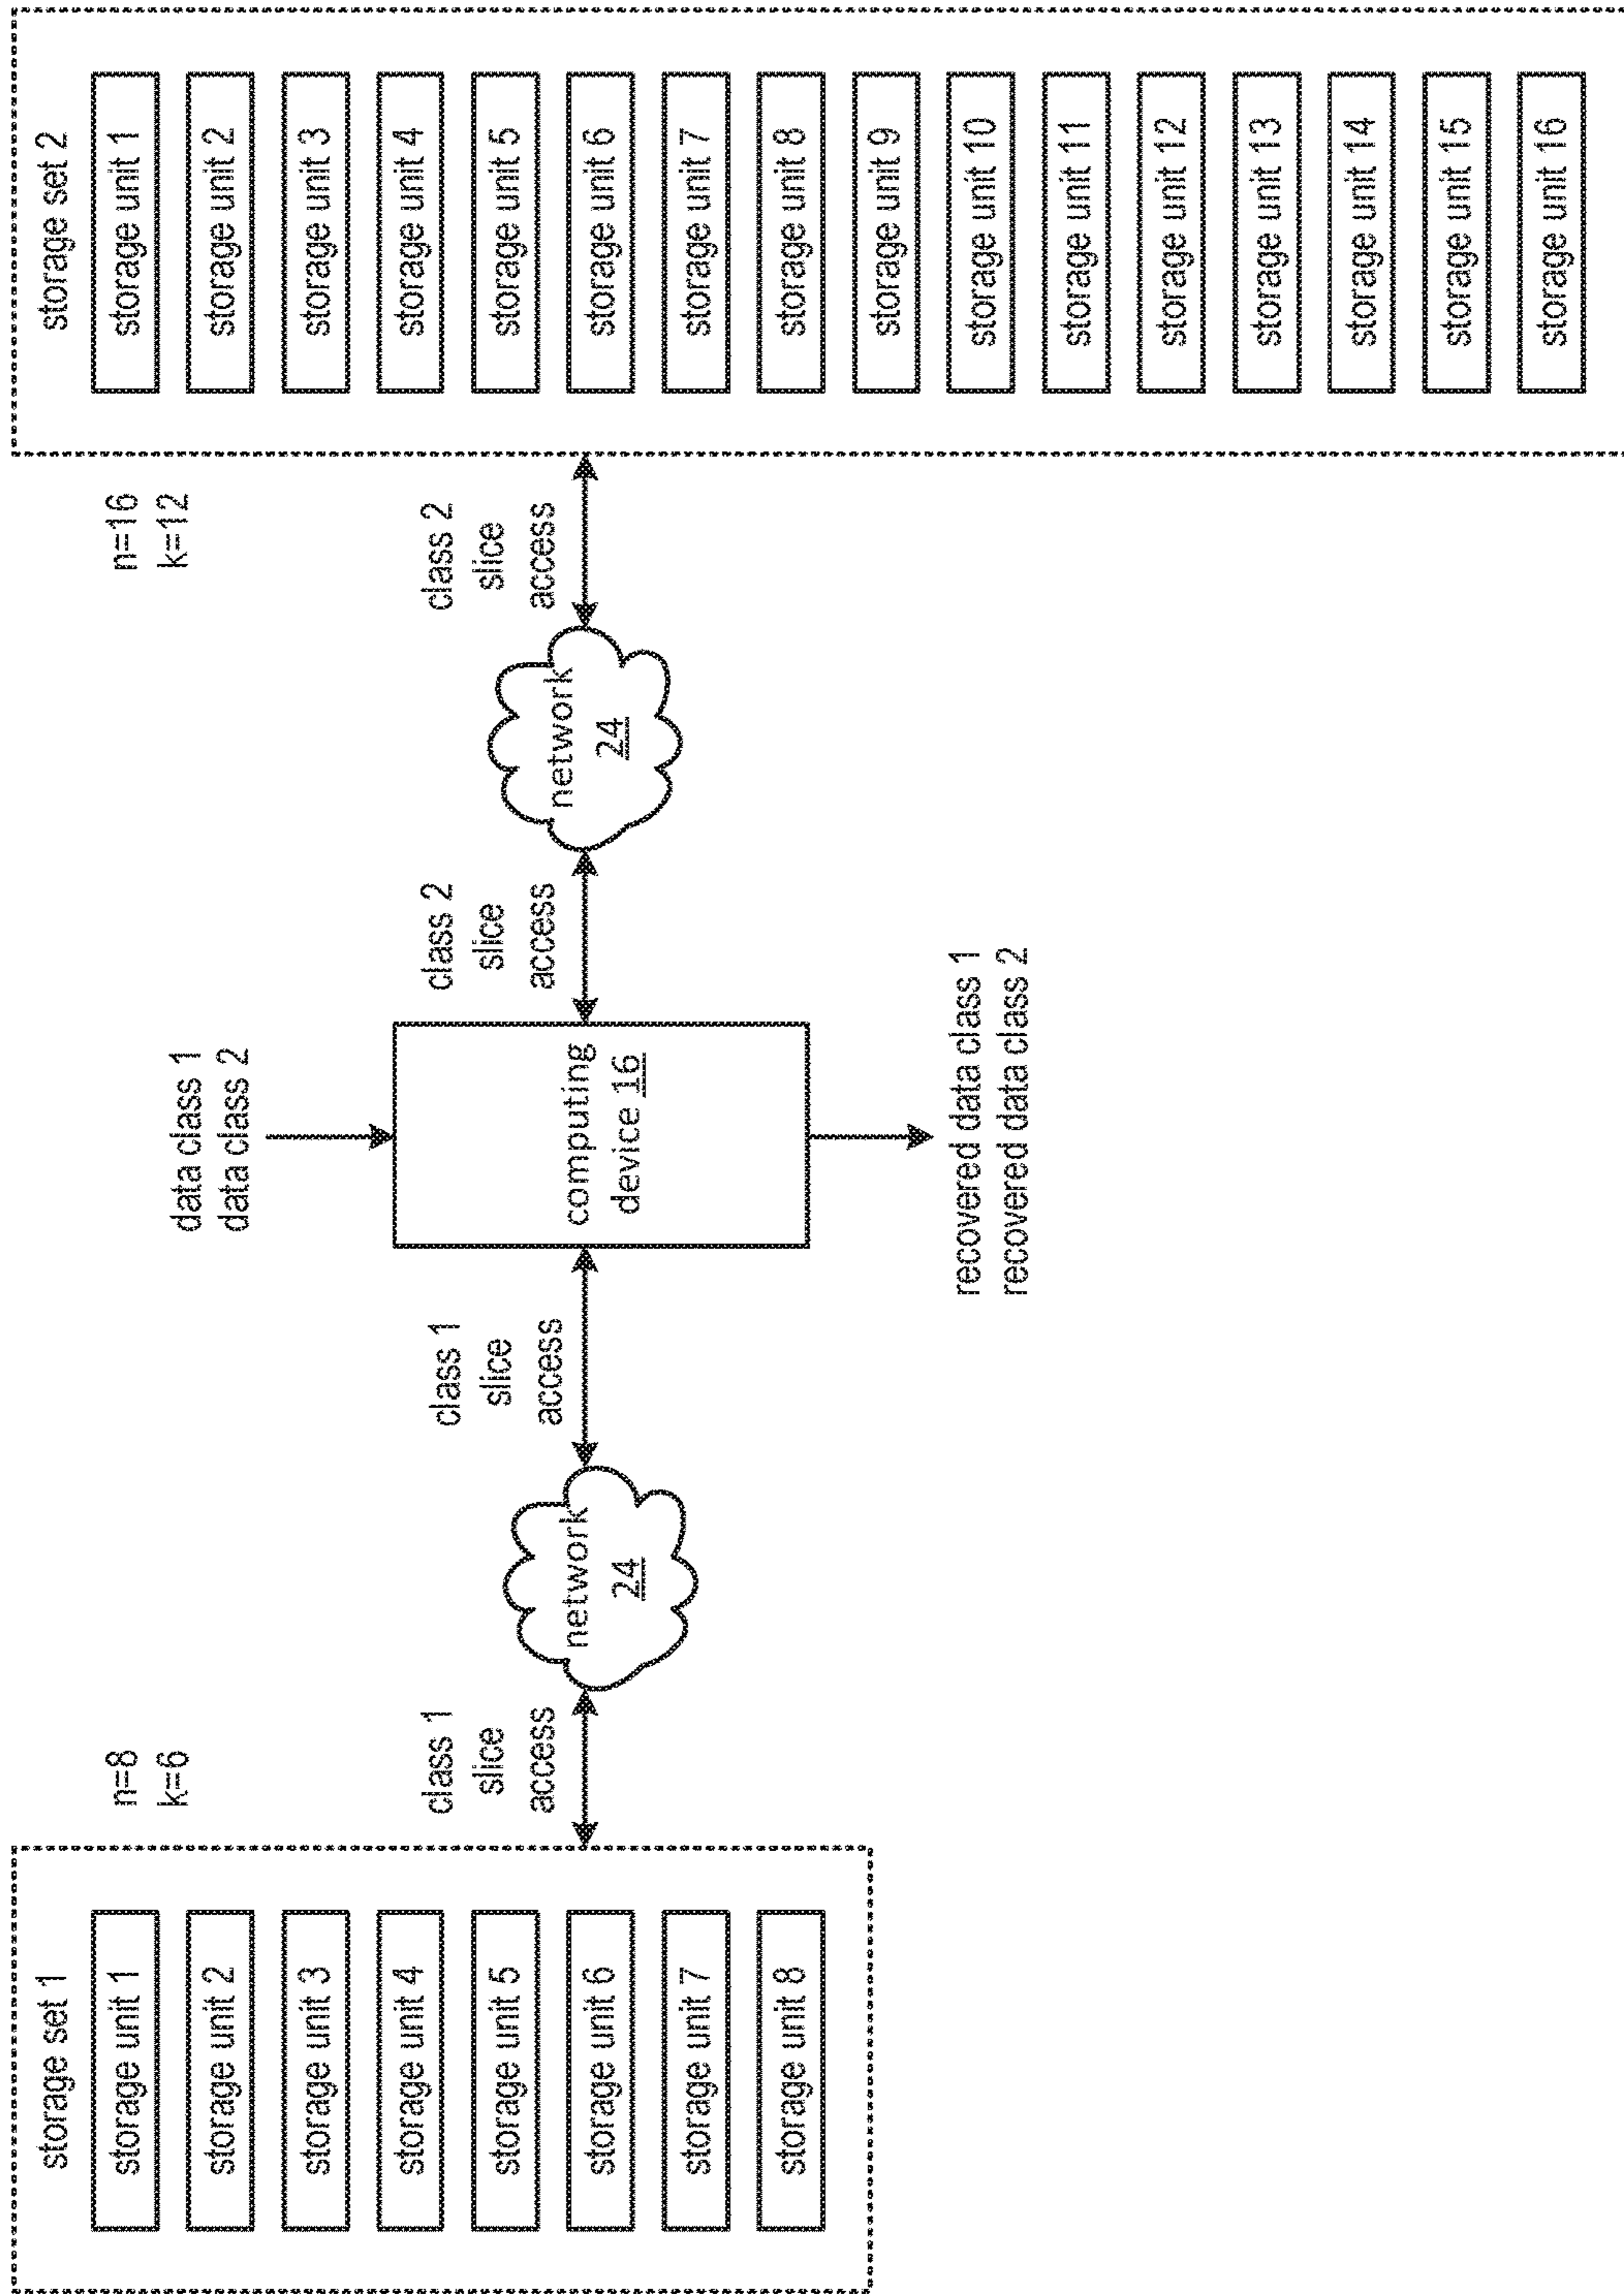 storage set 1
storage unit 1
storage unit 2
storage unit 3
storage unit 4
storage unit 5
storage unit 6
storage unit 7
storage unit 8
n=8
k=6
class 1
slice
access
network
24
class 1
slice
access
data class 1
data class 2
computing
device 16
recovered data class 1
recovered data class 2
class 2
slice
access
network
24
class 2
slice
access
n=16
k=12
storage set 2
storage unit 1
storage unit 2
storage unit 3
storage unit 4
storage unit 5
storage unit 6
storage unit 7
storage unit 8
storage unit 9
storage unit 10
storage unit 11
storage unit 12
storage unit 13
storage unit 14
storage unit 15
storage unit 16